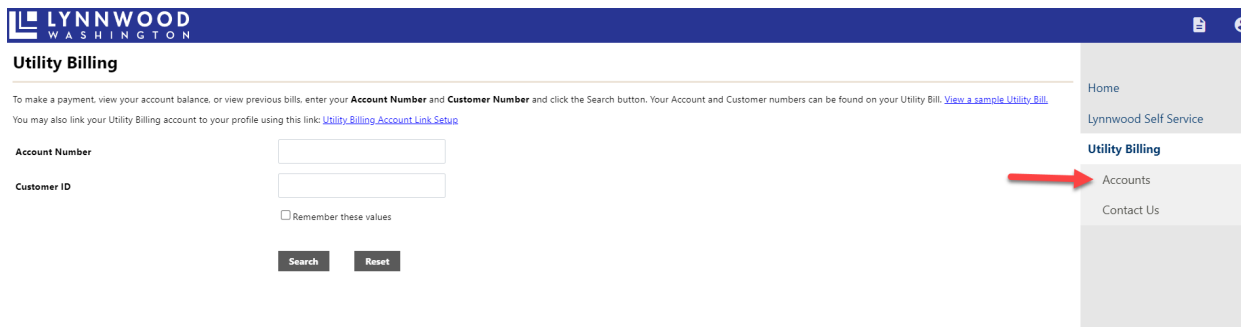 LYNNWOOD
WASHINGTON
Utility Billing
To make a payment, view your account balance, or view previous bills, enter your Account Number and Customer Number and click the Search button. Your Account and Customer numbers can be found on your Utility Bill. View a sample Utility Bill.
You may also link your Utility Billing account to your profile using this link: Utility Billing Account Link Setup
Account Number
Customer ID
Remember these values
Search Reset
Home
Lynnwood Self Service
Utility Billing
Accounts
Contact Us